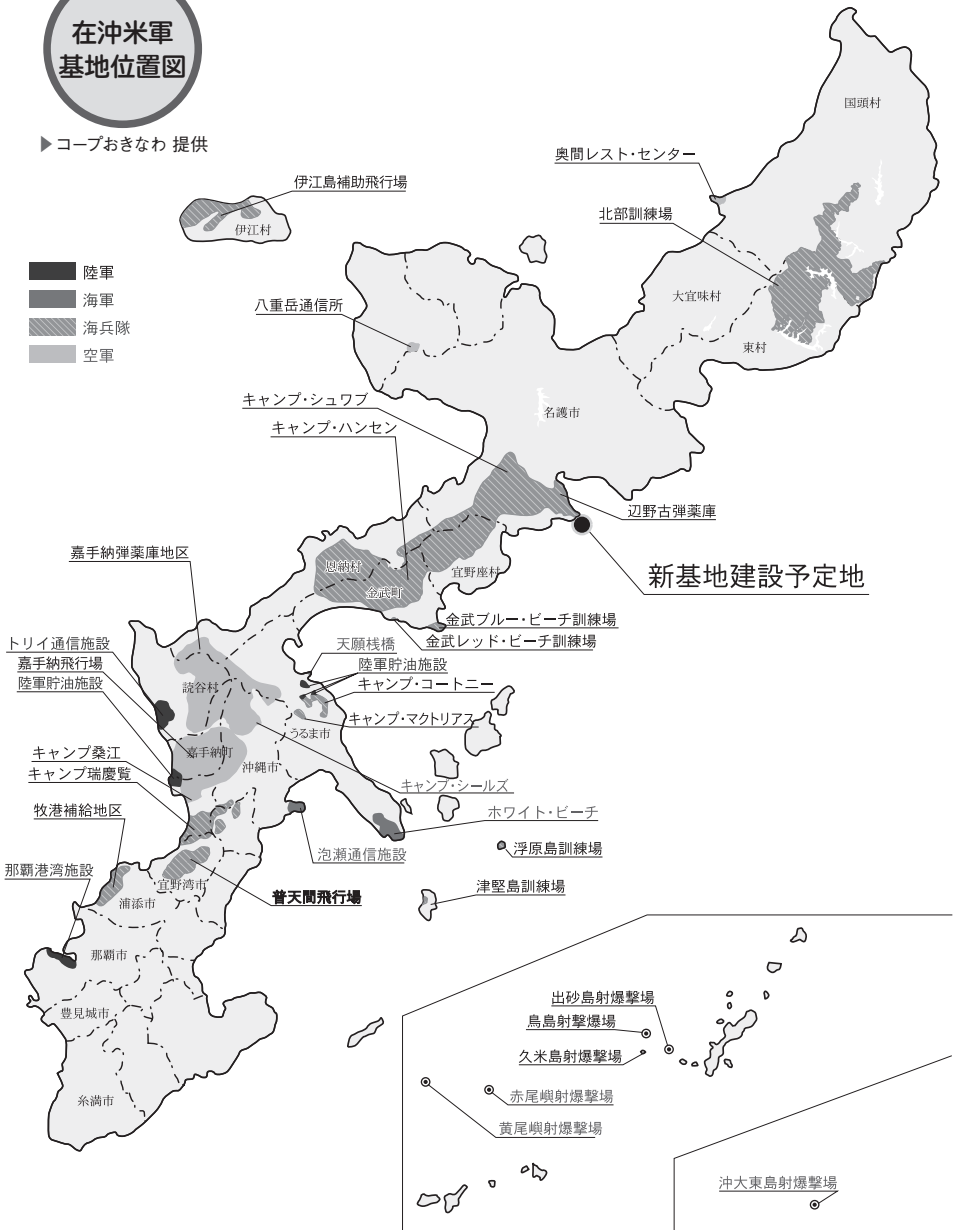 在沖米軍
基地位置図
▶コープおきなわ 提供
陸軍
海軍
海兵隊
空軍
国頭村
奥間レスト・センター
伊江島補助飛行場
北部訓練場
伊江村
大宜味村
八重岳通信所
東村
キャンプ・シュワブ
名護市
キャンプ・ハンセン
辺野古弾薬庫
嘉手納弾薬庫地区
恩納村
宜野座村
新基地建設予定地
金武町
金武ブルー・ビーチ訓練場
トリイ通信施設
天願桟橋
金武レッド・ビーチ訓練場
嘉手納飛行場
陸軍貯油施設
陸軍貯油施設
キャンプ・コートニー
読谷村
キャンプ・マクトリアス
うるま市
キャンプ桑江
嘉手納町
沖縄市
キャンプ瑞慶覧
キャンプ・シールズ
牧港補給地区
ホワイト・ビーチ
泡瀬通信施設
浮原島訓練場
那覇港湾施設
宜野湾市
津堅島訓練場
浦添市
普天間飛行場
那覇市
出砂島射爆撃場
豊見城市
鳥島射撃爆場
久米島射爆撃場
糸満市
赤尾嶼射爆撃場
黄尾嶼射爆撃場
沖大東島射爆撃場